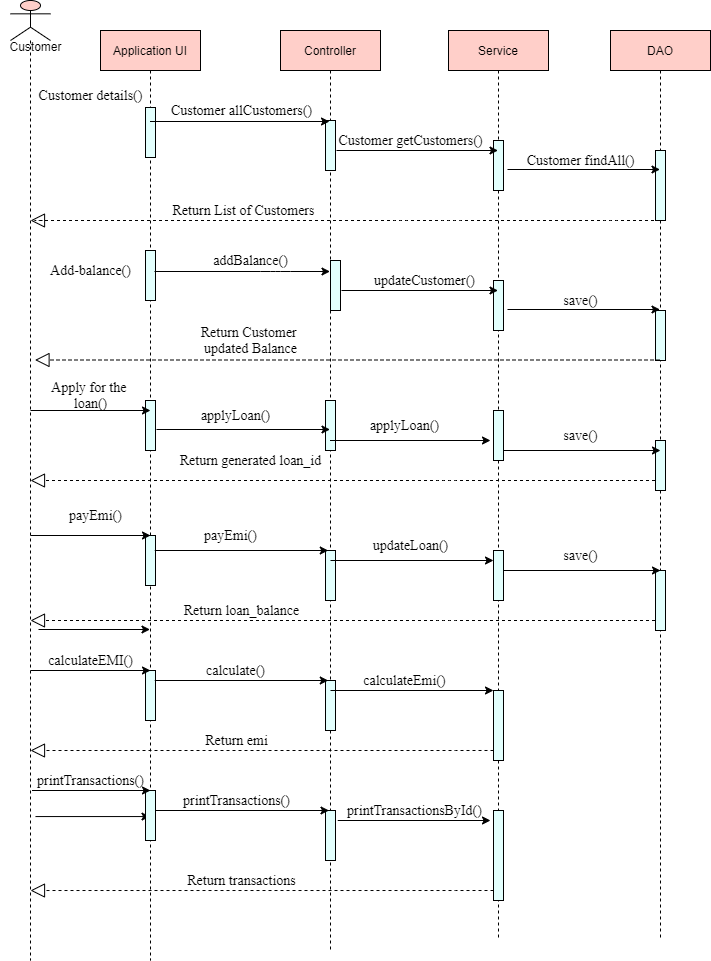 Customer
Application UI
Controller
Service
DAO
Customer details()
Customer allCustomers()
Customer getCustomers()
Customer findAll()
Return List of Customers
Add-balance()
addBalance()
updateCustomer()
save()
Return Customer
updated Balance
Apply for the
loan()
applyLoan()
applyLoan()
save()
Return generated loan_id
payEmi()
payEmi()
updateLoan()
save()
Return loan_balance
calculateEMI()
calculate()
calculateEmi()
Return emi
printTransactions()
printTransactions()
printTransactionsById()
Return transactions